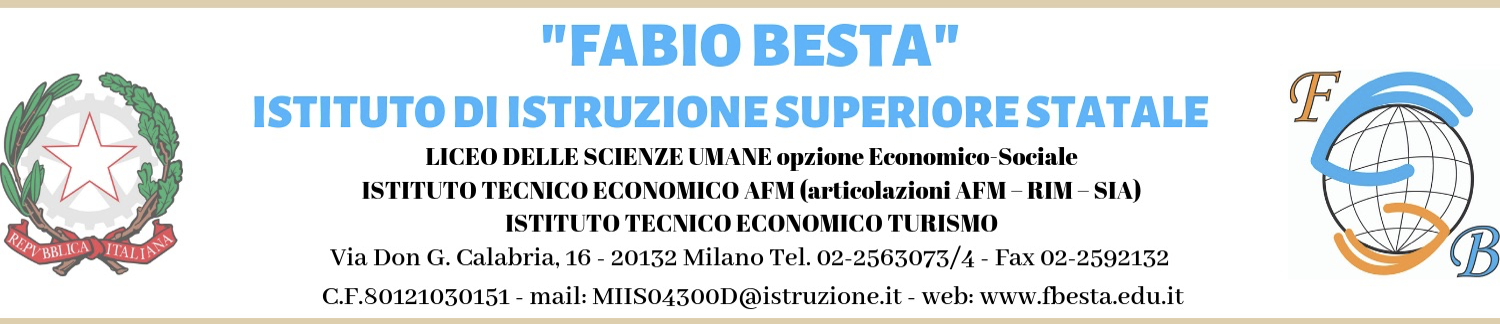 "FABIO BESTA"
ISTITUTO DI ISTRUZIONE SUPERIORE STATALE
LICEO DELLE SCIENZE UMANE opzione Economico-Sociale
ISTITUTO TECNICO ECONOMICO AFM (articolazioni AFM – RIM – SIA)
ISTITUTO TECNICO ECONOMICO TURISMO
Via Don G. Calabria, 16 - 20132 Milano Tel. 02-2563073/4 - Fax 02-2592132
C.F.80121030151 - mail: MIIS04300D@istruzione.it - web: www.fbesta.edu.it
REPVBBLICA ITALIANA
F
B